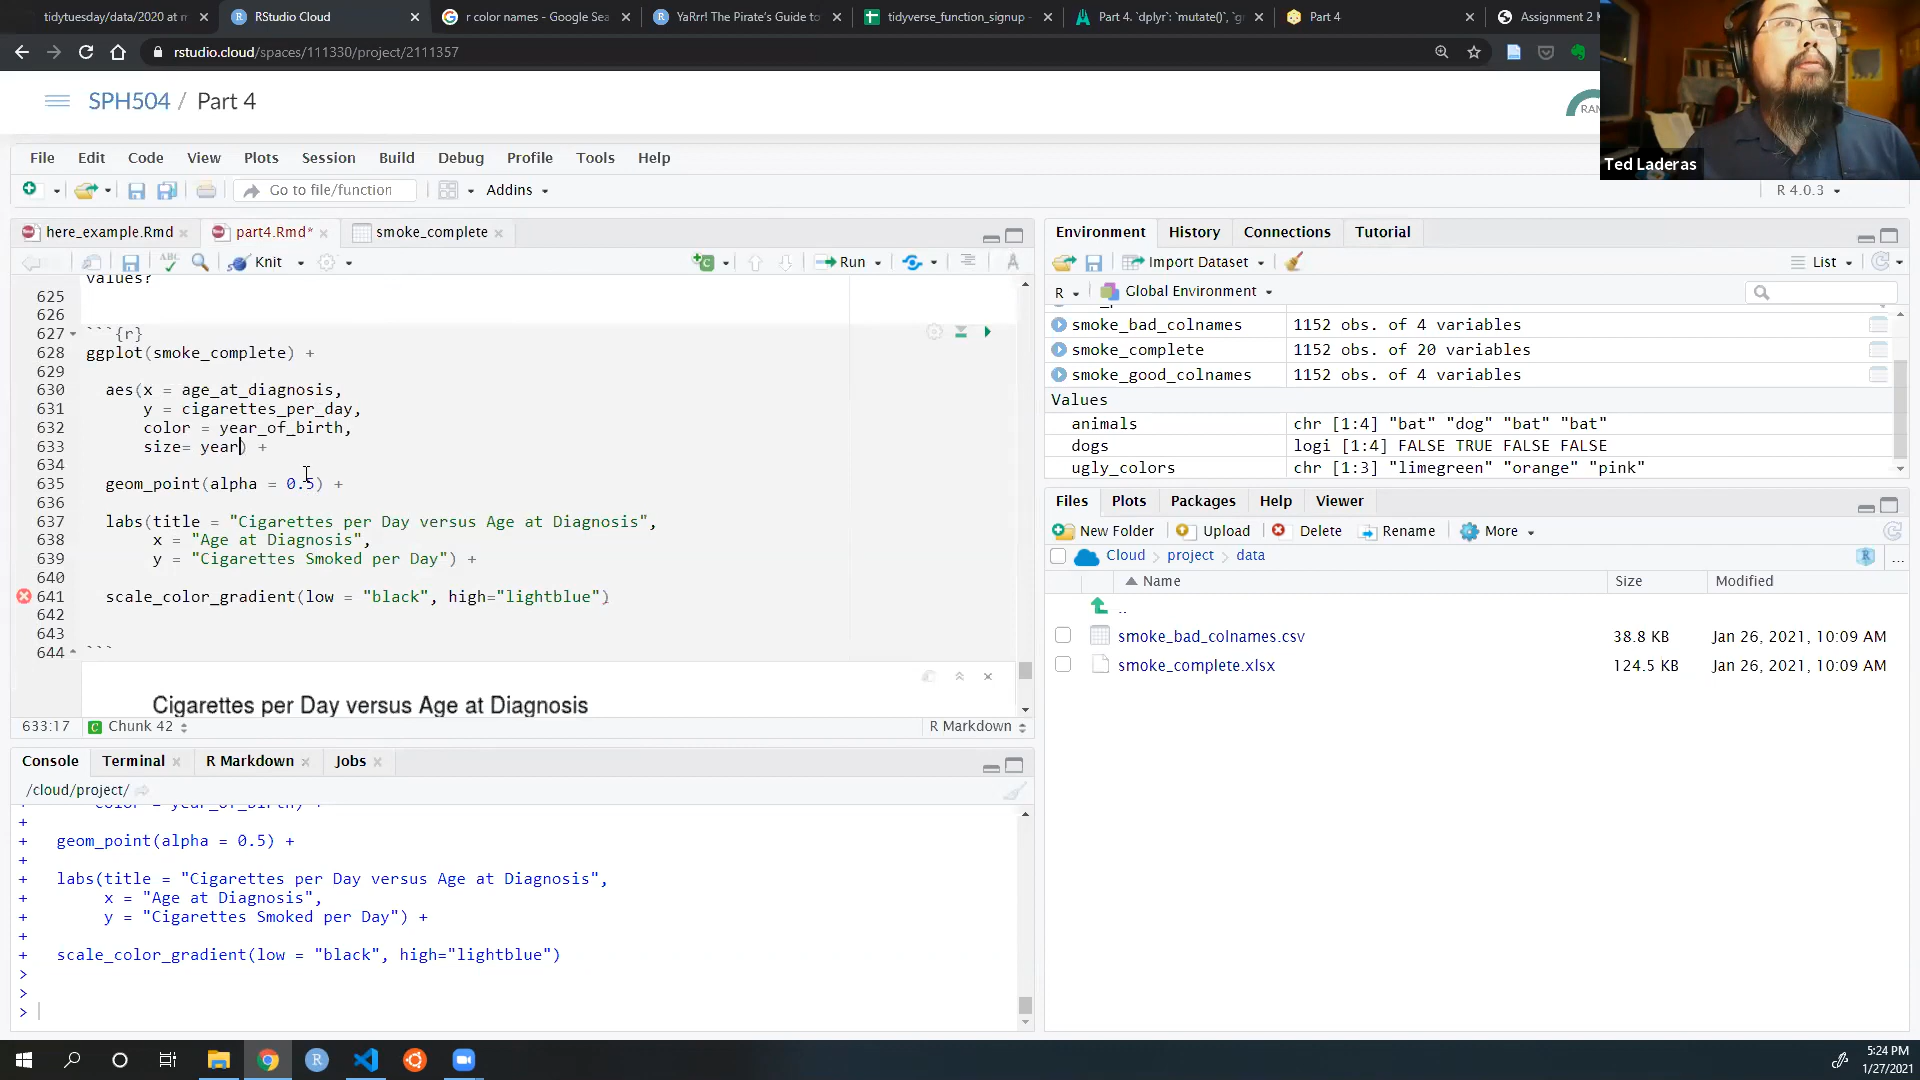 tidytuesday/data/2020 at m
RStudio Cloud
r color names - Google Sea
YaRrr! The Pirate's Guide to
tidyverse_function_signup -
Part 4. `dplyr`: `mutate()`, `g
Part 4
Assignment 2
rstudio.cloud/spaces/111330/project/2111357
SPH504 / Part 4
Ted Laderas
File Edit Code View Plots Session Build Debug Profile Tools Help
Go to file/function
Addins
R 4.0.3
here_example.Rmd
part4.Rmd*
smoke_complete
Knit
Run
values?
625
626
627 ```{r}
628 ggplot(smoke_complete) +
629
630 aes(x = age_at_diagnosis,
631 y = cigarettes_per_day,
632 color = year_of_birth,
633 size= year) +
634
635 geom_point(alpha = 0.5) +
636
637 labs(title = "Cigarettes per Day versus Age at Diagnosis",
638 x = "Age at Diagnosis",
639 y = "Cigarettes Smoked per Day") +
640
641 scale_color_gradient(low = "black", high="lightblue")
642
643
644 ```
Cigarettes per Day versus Age at Diagnosis
633:17 Chunk 42 R Markdown
Console Terminal R Markdown Jobs
/cloud/project/
+ color = year_of_birth) +
+
+ geom_point(alpha = 0.5) +
+
+ labs(title = "Cigarettes per Day versus Age at Diagnosis",
+ x = "Age at Diagnosis",
+ y = "Cigarettes Smoked per Day") +
+
+ scale_color_gradient(low = "black", high="lightblue")
>
>
>
Environment History Connections Tutorial
Import Dataset
List
R Global Environment
smoke_bad_colnames 1152 obs. of 4 variables
smoke_complete 1152 obs. of 20 variables
smoke_good_colnames 1152 obs. of 4 variables
Values
animals chr [1:4] "bat" "dog" "bat" "bat"
dogs logi [1:4] FALSE TRUE FALSE FALSE
ugly_colors chr [1:3] "limegreen" "orange" "pink"
Files Plots Packages Help Viewer
New Folder Upload Delete Rename More
Cloud project data
...
Name Size Modified
..
smoke_bad_colnames.csv 38.8 KB Jan 26, 2021, 10:09 AM
smoke_complete.xlsx 124.5 KB Jan 26, 2021, 10:09 AM
5:24 PM
1/27/2021